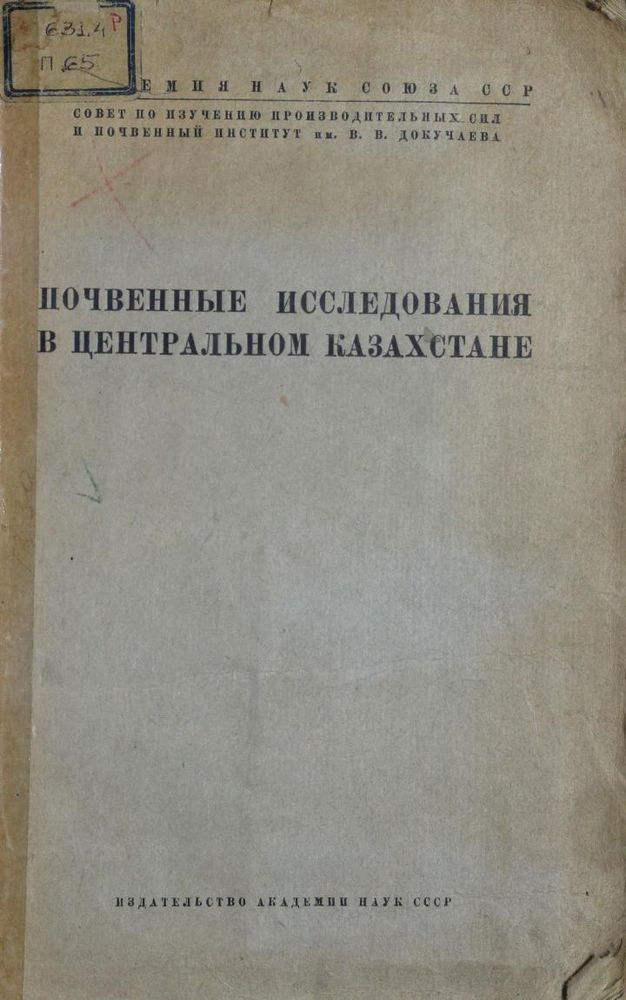 631.4 Р
П 65
ЕМИЯ НАУК СОЮЗА ССР
СОВЕТ ПО ИЗУЧЕНИЮ ПРОИЗВОДИТЕЛЬНЫХ СИЛ
И ПОЧВЕННЫЙ ИНСТИТУТ им. В. В. ДОКУЧАЕВА
ПОЧВЕННЫЕ ИССЛЕДОВАНИЯ
В ЦЕНТРАЛЬНОМ КАЗАХСТАНЕ
ИЗДАТЕЛЬСТВО АКАДЕМИИ НАУК СССР